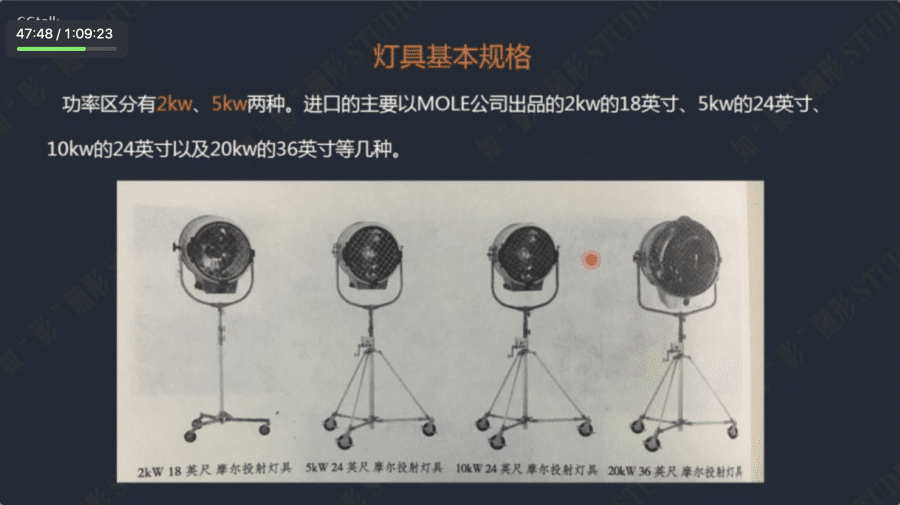 CCtalk
47:48 / 1:09:23
灯具基本规格
功率区分有2kw、5kw两种。进口的主要以MOLE公司出品的2kw的18英寸、5kw的24英寸、
10kw的24英寸以及20kw的36英寸等几种。
2kW 18 英尺 摩尔投射灯具
5kW 24 英尺 摩尔投射灯具
10kW 24 英尺 摩尔投射灯具
20kW 36 英尺 摩尔投射灯具
如“影”随形 STUDIO